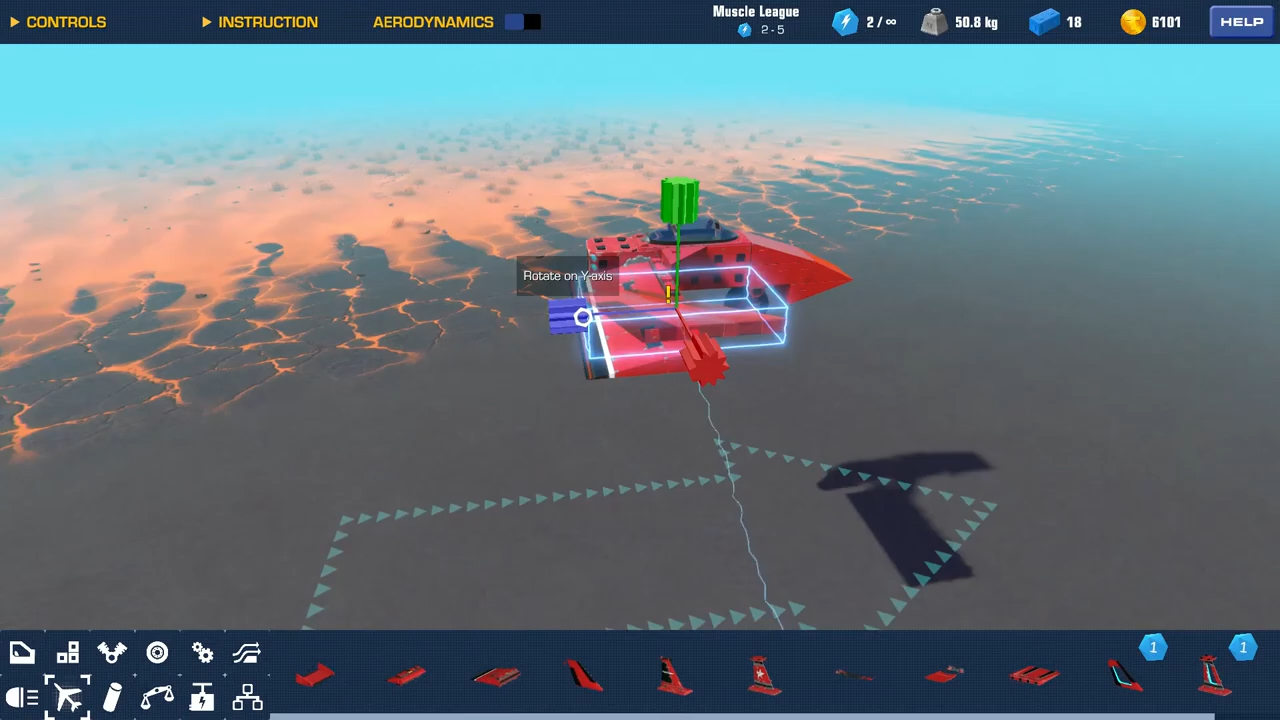 CONTROLS
INSTRUCTION
AERODYNAMICS
Muscle League
2 - 5
2 / ∞
50.8 kg
18
6101
HELP
Rotate on Y-axis
!
1
1